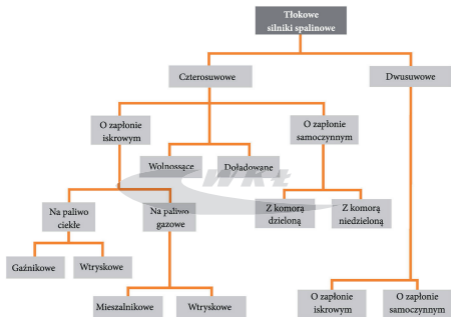 Tłokowe
silniki spalinowe
Czterosuwowe
Dwusuwowe
O zapłonie
iskrowym
O zapłonie
samoczynnym
Wolnossące
Doładowane
WKŁ
Na paliwo
ciekłe
Na paliwo
gazowe
Z komorą
dzieloną
Z komorą
niedzieloną
Gaźnikowe
Wtryskowe
Mieszalnikowe
Wtryskowe
O zapłonie
iskrowym
O zapłonie
samoczynnym